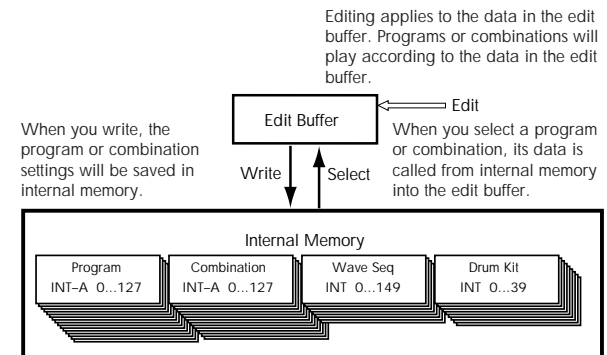 Editing applies to the data in the edit
buffer. Programs or combinations will
play according to the data in the edit
buffer.
Edit Buffer
Edit
When you write, the
program or combination
settings will be saved in
internal memory.
Write
Select
When you select a program
or combination, its data is
called from internal memory
into the edit buffer.
Internal Memory
Program
INT–A 0...127
Combination
INT–A 0...127
Wave Seq
INT 0...149
Drum Kit
INT 0...39